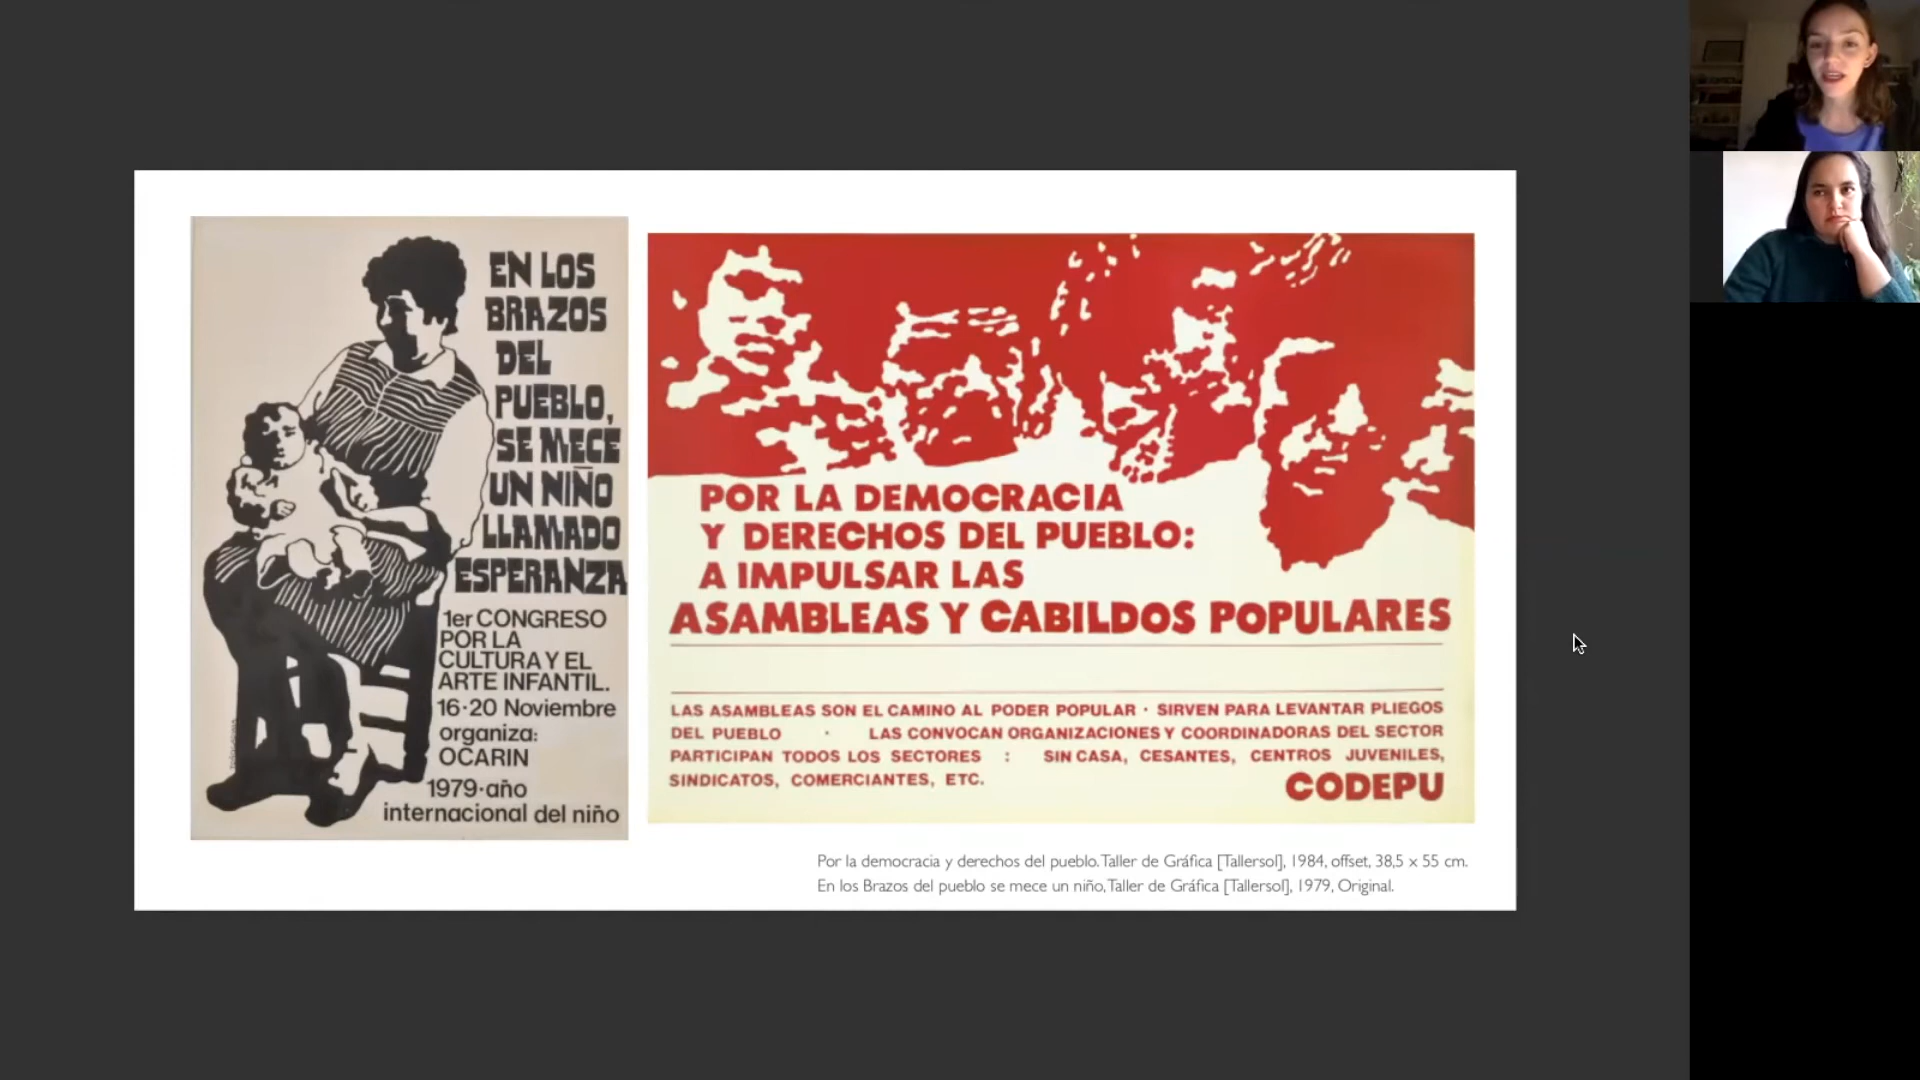 EN LOS
BRAZOS
DEL
PUEBLO,
SE MECE
UN NIÑO
LLAMADO
ESPERANZA
1er CONGRESO
POR LA
CULTURA Y EL
ARTE INFANTIL.
16·20 Noviembre
organiza:
OCARIN
1979·año
internacional del niño
POR LA DEMOCRACIA
Y DERECHOS DEL PUEBLO:
A IMPULSAR LAS
ASAMBLEAS Y CABILDOS POPULARES
LAS ASAMBLEAS SON EL CAMINO AL PODER POPULAR · SIRVEN PARA LEVANTAR PLIEGOS
DEL PUEBLO · LAS CONVOCAN ORGANIZACIONES Y COORDINADORAS DEL SECTOR
PARTICIPAN TODOS LOS SECTORES : SIN CASA, CESANTES, CENTROS JUVENILES,
SINDICATOS, COMERCIANTES, ETC.
CODEPU
Por la democracia y derechos del pueblo. Taller de Gráfica [Tallersol], 1984, offset, 38,5 x 55 cm.
En los Brazos del pueblo se mece un niño, Taller de Gráfica [Tallersol], 1979, Original.